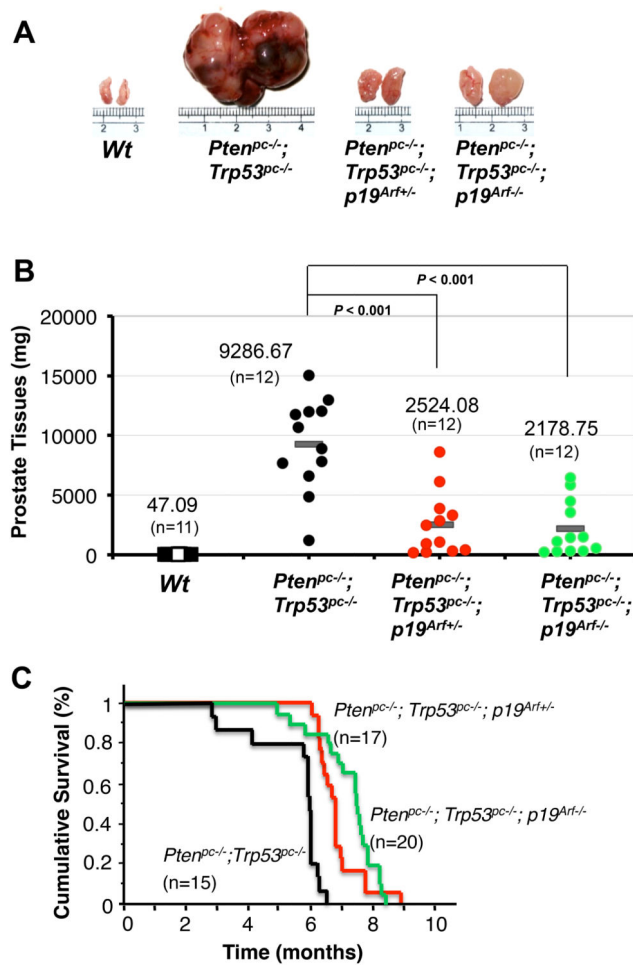 A
2 3
1 2 3 4
2 3
1 2 3
Wt
Pten^pc-/-;
Trp53^pc-/-
Pten^pc-/-;
Trp53^pc-/-;
p19^Arf+/-
Pten^pc-/-;
Trp53^pc-/-;
p19^Arf-/-
B
P < 0.001
P < 0.001
Prostate Tissues (mg)
20000
15000
10000
5000
0
47.09
(n=11)
9286.67
(n=12)
2524.08
(n=12)
2178.75
(n=12)
Wt
Pten^pc-/-;
Trp53^pc-/-
Pten^pc-/-;
Trp53^pc-/-;
p19^Arf+/-
Pten^pc-/-;
Trp53^pc-/-;
p19^Arf-/-
C
Cumulative Survival (%)
1
0.8
0.6
0.4
0.2
0
Pten^pc-/-; Trp53^pc-/-; p19^Arf+/-
(n=17)
Pten^pc-/-; Trp53^pc-/-; p19^Arf-/-
(n=20)
Pten^pc-/-;Trp53^pc-/-
(n=15)
0 2 4 6 8 10
Time (months)